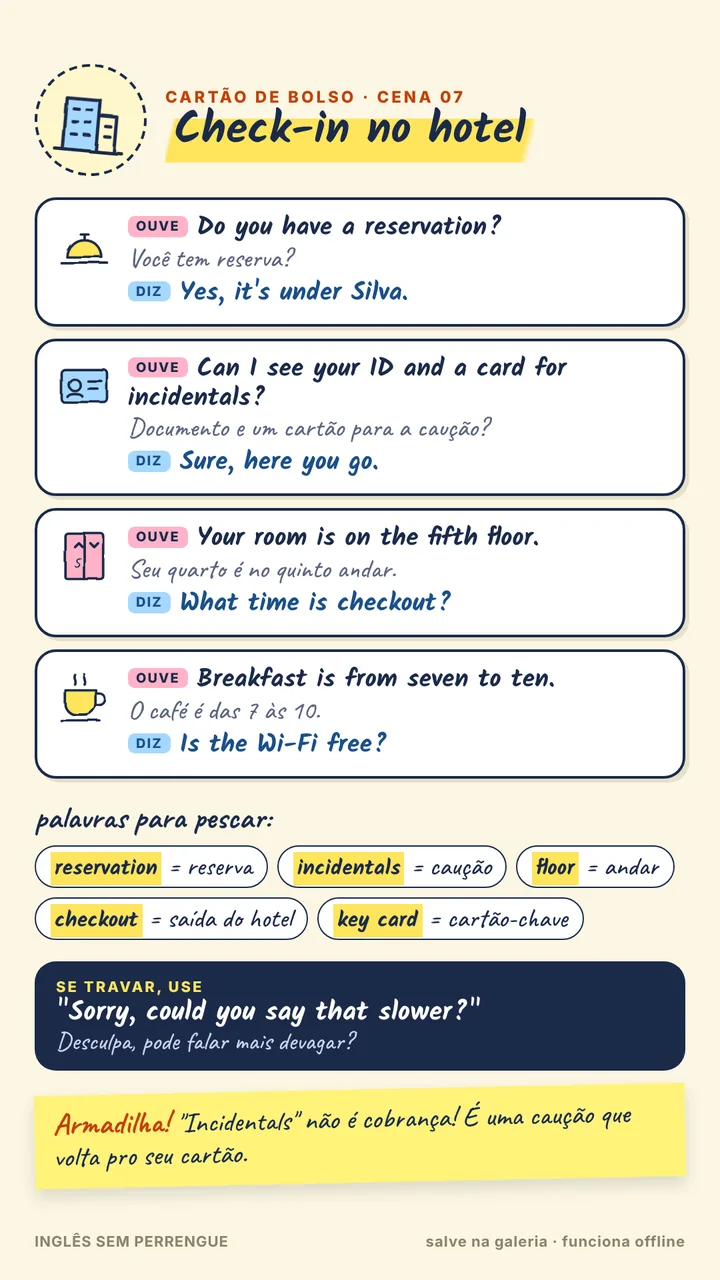 CARTÃO DE BOLSO · CENA 07
Check-in no hotel
OUVE Do you have a reservation?
Você tem reserva?
DIZ Yes, it's under Silva.
OUVE Can I see your ID and a card for
incidentals?
Documento e um cartão para a caução?
DIZ Sure, here you go.
5
OUVE Your room is on the fifth floor.
Seu quarto é no quinto andar.
DIZ What time is checkout?
OUVE Breakfast is from seven to ten.
O café é das 7 às 10.
DIZ Is the Wi-Fi free?
palavras para pescar:
reservation = reserva
incidentals = caução
floor = andar
checkout = saída do hotel
key card = cartão-chave
SE TRAVAR, USE
"Sorry, could you say that slower?"
Desculpa, pode falar mais devagar?
Armadilha! "Incidentals" não é cobrança! É uma caução que
volta pro seu cartão.
INGLÊS SEM PERRENGUE
salve na galeria · funciona offline